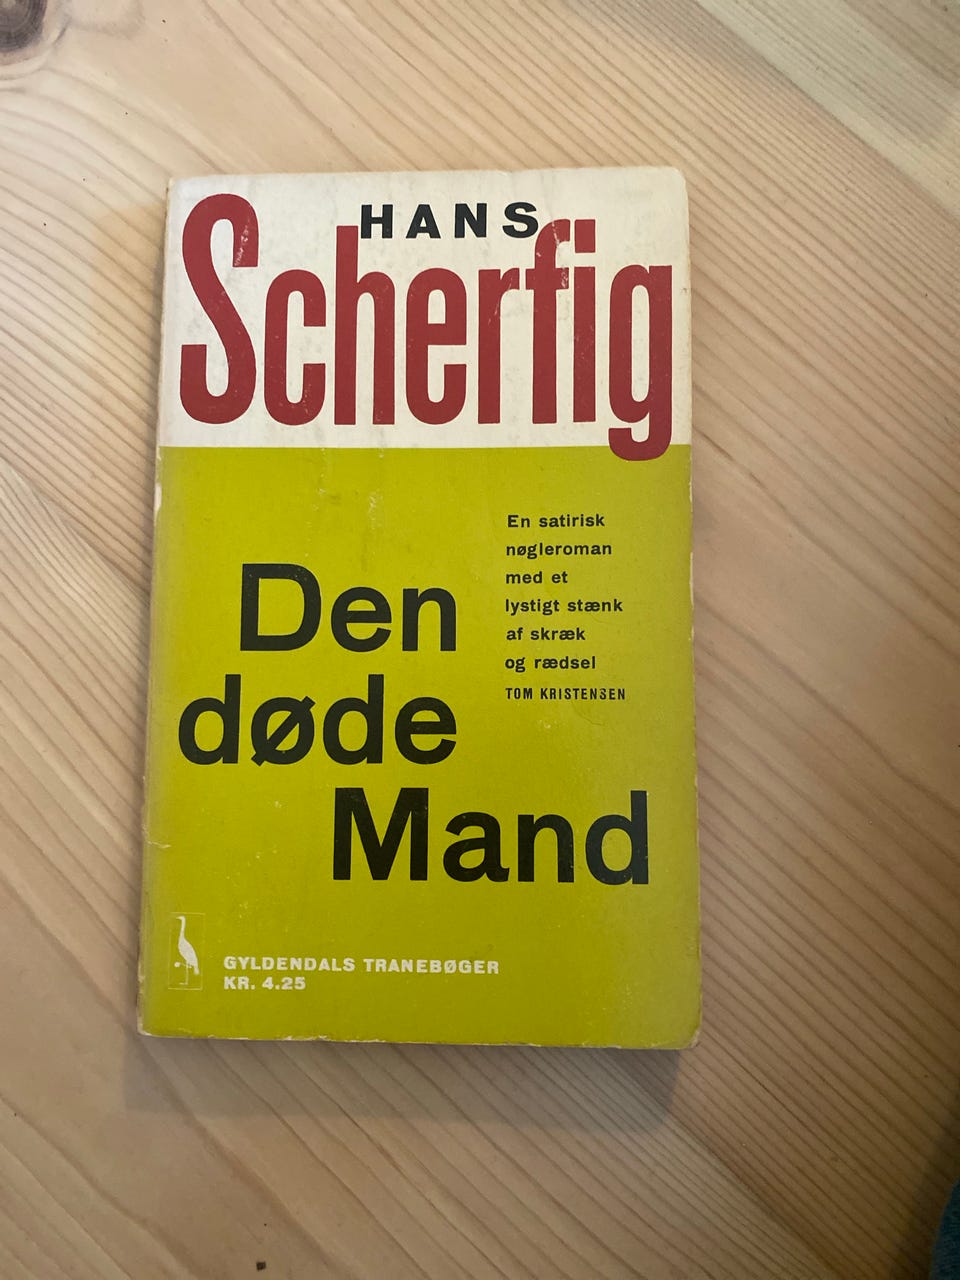 HANS
Scherfig
En satirisk
nøgleroman
med et
lystigt stænk
af skræk
og rædsel
TOM KRISTENSEN
Den
døde
Mand
GYLDENDALS TRANEBØGER
KR. 4.25